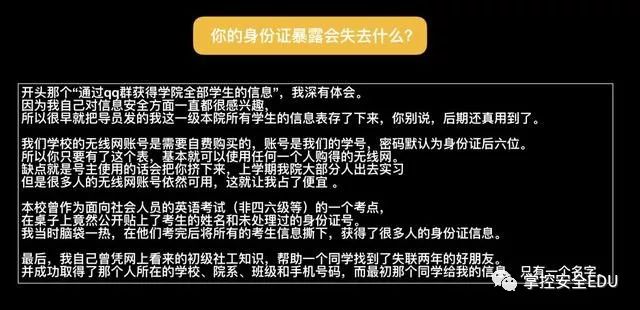 你的身份证暴露会失去什么?
开头那个“通过qq群获得学院全部学生的信息”，我深有体会。
因为我自己对信息安全方面一直都很感兴趣，
所以很早就把导员发的我这一级本院所有学生的信息表存了下来，你别说，后期还真用到了。
我们学校的无线网账号是需要自费购买的，账号是我们的学号，密码默认为身份证后六位。
所以你只要有了这个表，基本就可以使用任何一个人购得的无线网。
缺点就是号主使用的话会把你挤下来，上学期我院大部分人出去实习
但是很多人的无线网账号依然可用，这就让我占了便宜 。
本校曾作为面向社会人员的英语考试（非四六级等）的一个考点，
在桌子上竟然公开贴上了考生的姓名和未处理过的身份证号。
我当时脑袋一热，在他们考完后将所有的考生信息撕下，获得了很多人的身份证信息。
最后，我自己曾凭网上看来的初级社工知识，帮助一个同学找到了失联两年的好朋友。
并成功取得了那个人所在的学校、院系、班级和手机号码，而最初那个同学给我的信息，只有一个名字。
掌控安全EDU